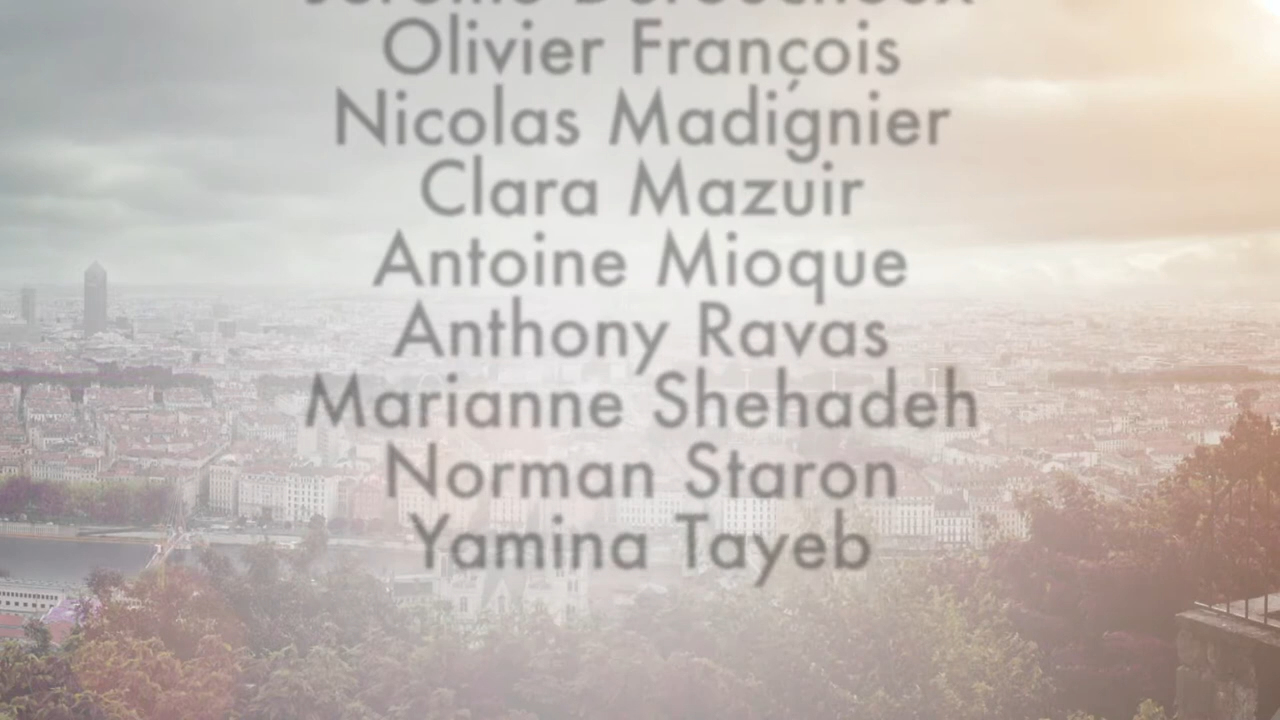 Olivier François
Nicolas Madignier
Clara Mazuir
Antoine Mioque
Anthony Ravas
Marianne Shehadeh
Norman Staron
Yamina Tayeb